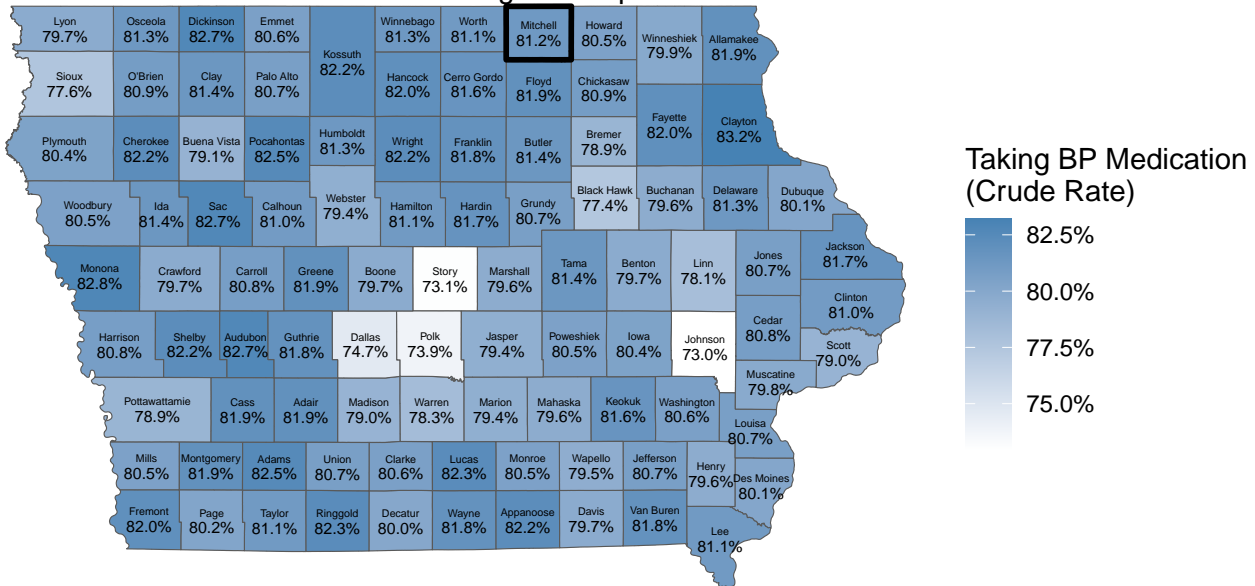 Lyon
79.7%
Osceola
81.3%
Dickinson
82.7%
Emmet
80.6%
Kossuth
82.2%
Winnebago
81.3%
Worth
81.1%
Mitchell
81.2%
Howard
80.5%
Winneshiek
79.9%
Allamakee
81.9%
Sioux
77.6%
O'Brien
80.9%
Clay
81.4%
Palo Alto
80.7%
Hancock
82.0%
Cerro Gordo
81.6%
Floyd
81.9%
Chickasaw
80.9%
Fayette
82.0%
Clayton
83.2%
Plymouth
80.4%
Cherokee
82.2%
Buena Vista
79.1%
Pocahontas
82.5%
Humboldt
81.3%
Wright
82.2%
Franklin
81.8%
Butler
81.4%
Bremer
78.9%
Woodbury
80.5%
Ida
81.4%
Sac
82.7%
Calhoun
81.0%
Webster
79.4%
Hamilton
81.1%
Hardin
81.7%
Grundy
80.7%
Black Hawk
77.4%
Buchanan
79.6%
Delaware
81.3%
Dubuque
80.1%
Monona
82.8%
Crawford
79.7%
Carroll
80.8%
Greene
81.9%
Boone
79.7%
Story
73.1%
Marshall
79.6%
Tama
81.4%
Benton
79.7%
Linn
78.1%
Jones
80.7%
Jackson
81.7%
Clinton
81.0%
Harrison
80.8%
Shelby
82.2%
Audubon
82.7%
Guthrie
81.8%
Dallas
74.7%
Polk
73.9%
Jasper
79.4%
Poweshiek
80.5%
Iowa
80.4%
Johnson
73.0%
Cedar
80.8%
Scott
79.0%
Muscatine
79.8%
Pottawattamie
78.9%
Cass
81.9%
Adair
81.9%
Madison
79.0%
Warren
78.3%
Marion
79.4%
Mahaska
79.6%
Keokuk
81.6%
Washington
80.6%
Louisa
80.7%
Mills
80.5%
Montgomery
81.9%
Adams
82.5%
Union
80.7%
Clarke
80.6%
Lucas
82.3%
Monroe
80.5%
Wapello
79.5%
Jefferson
80.7%
Henry
79.6%
Des Moines
80.1%
Fremont
82.0%
Page
80.2%
Taylor
81.1%
Ringgold
82.3%
Decatur
80.0%
Wayne
81.8%
Appanoose
82.2%
Davis
79.7%
Van Buren
81.8%
Lee
81.1%
Taking BP Medication
(Crude Rate)
82.5%
80.0%
77.5%
75.0%